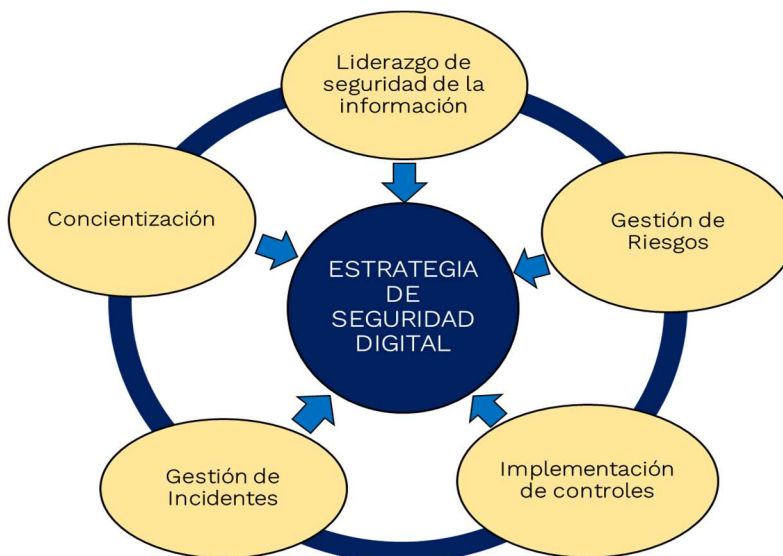 Liderazgo de
seguridad de la
información
Concientización
Gestión de
Riesgos
ESTRATEGIA
DE
SEGURIDAD
DIGITAL
Gestión de
Incidentes
Implementación
de controles